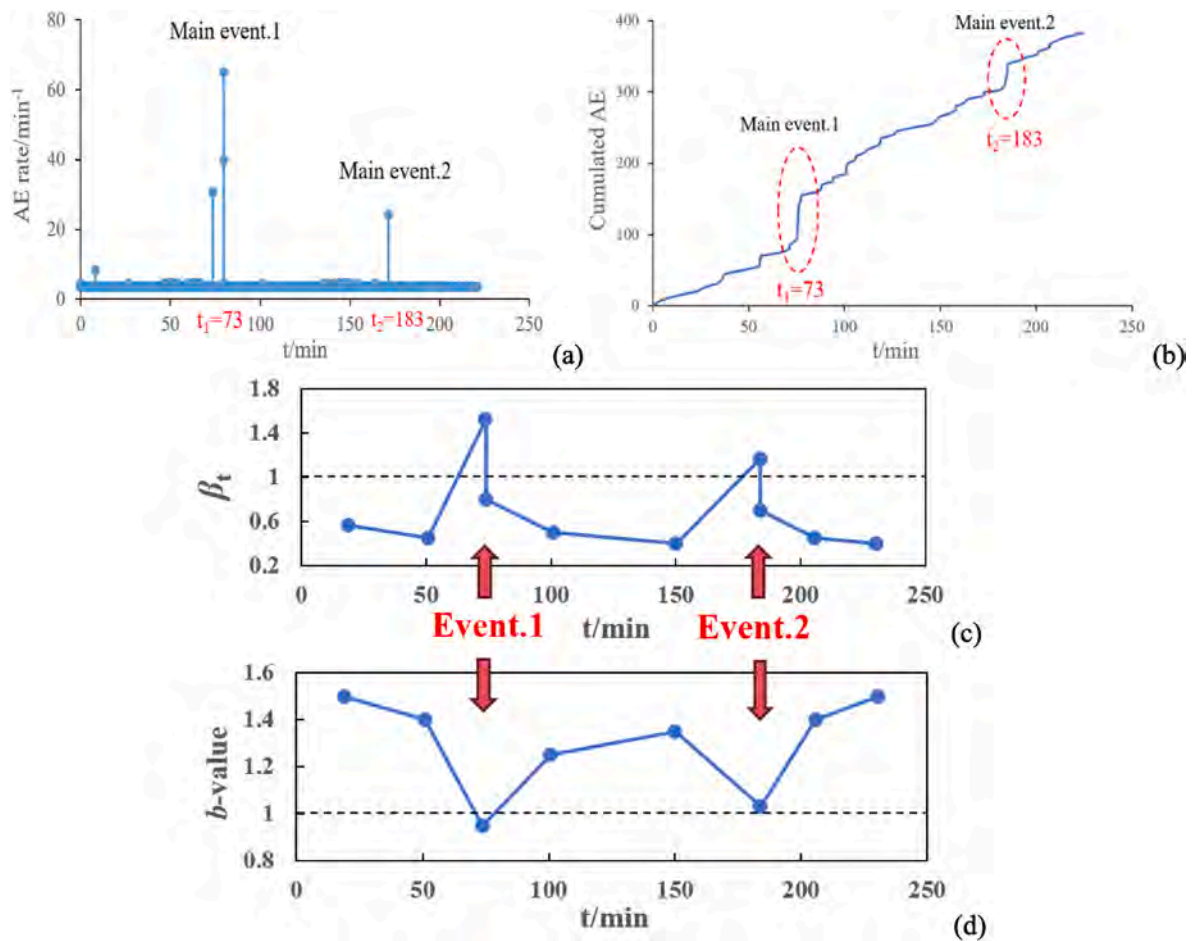 80
60
40
20
0
AE rate/min⁻¹
Main event.1
Main event.2
0
50
100
150
200
250
t₁=73
t₂=183
t/min
(a)
400
300
200
100
0
Cumulated AE
Main event.2
Main event.1
t₂=183
t₁=73
0
50
100
150
200
250
t/min
(b)
1.8
1.4
1
0.6
0.2
βt
0
50
100
150
200
250
Event.1
t/min
Event.2
(c)
1.6
1.4
1.2
1
0.8
b-value
0
50
100
150
200
250
t/min
(d)